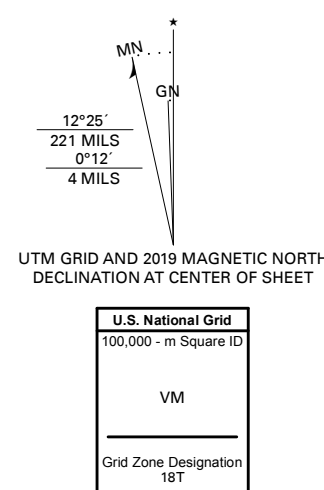 ★
MN
GN
12°25´
221 MILS
0°12´
4 MILS
UTM GRID AND 2019 MAGNETIC NORTH
DECLINATION AT CENTER OF SHEET
U.S. National Grid
100,000 - m Square ID
VM
Grid Zone Designation
18T